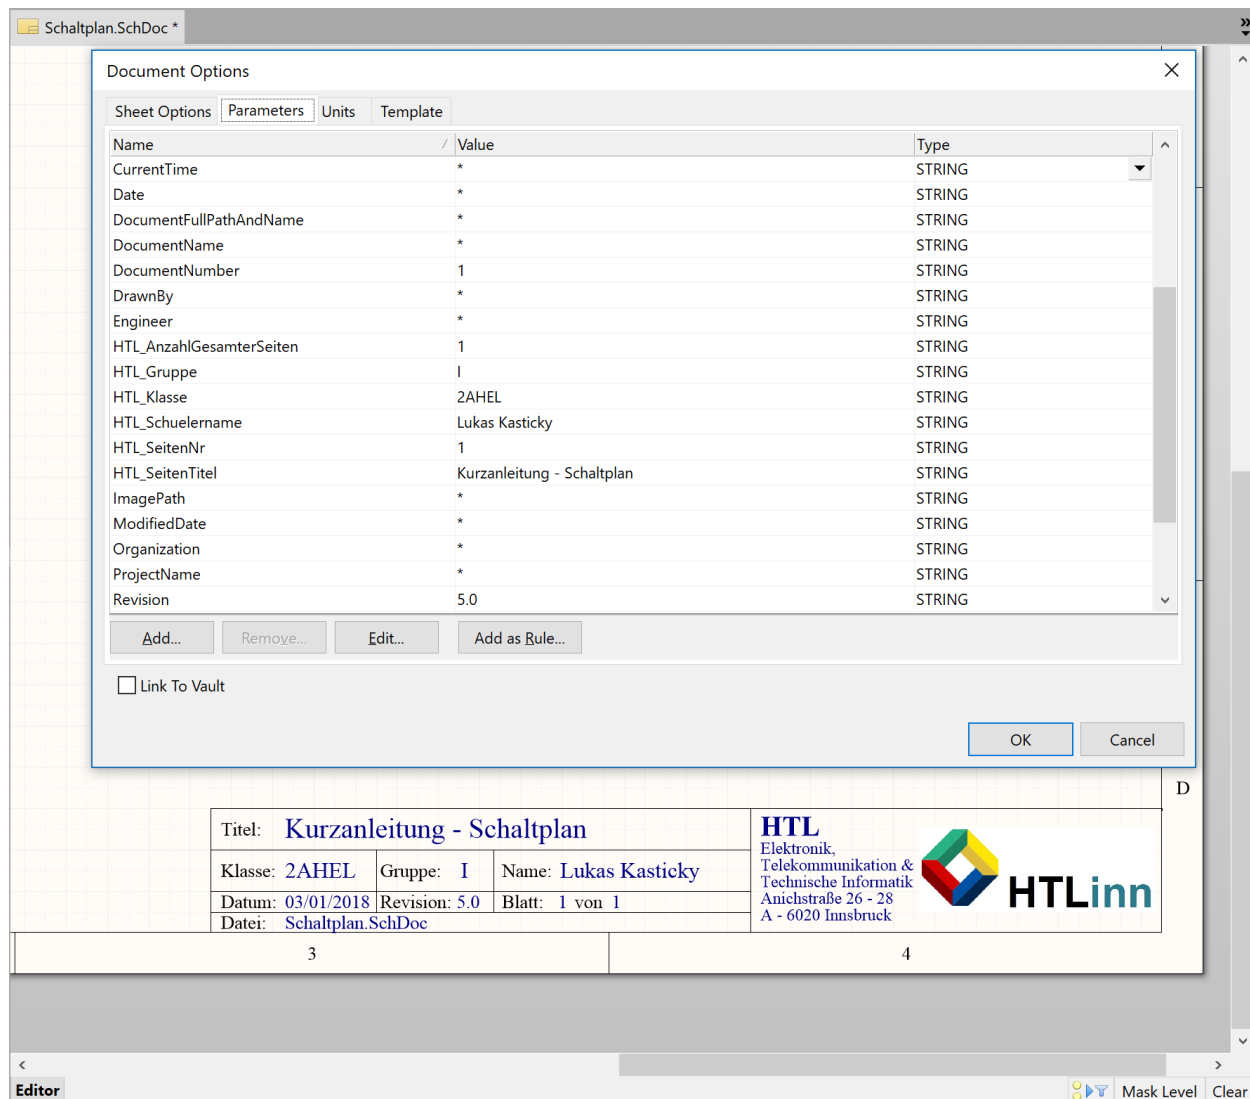 Schaltplan.SchDoc *
Document Options
Sheet Options Parameters Units Template
Name Value Type
CurrentTime * STRING
Date * STRING
DocumentFullPathAndName * STRING
DocumentName * STRING
DocumentNumber 1 STRING
DrawnBy * STRING
Engineer * STRING
HTL_AnzahlGesamterSeiten 1 STRING
HTL_Gruppe I STRING
HTL_Klasse 2AHEL STRING
HTL_Schuelername Lukas Kasticky STRING
HTL_SeitenNr 1 STRING
HTL_SeitenTitel Kurzanleitung - Schaltplan STRING
ImagePath * STRING
ModifiedDate * STRING
Organization * STRING
ProjectName * STRING
Revision 5.0 STRING
Add... Remove... Edit... Add as Rule...
Link To Vault
OK Cancel
D
Titel: Kurzanleitung - Schaltplan
Klasse: 2AHEL Gruppe: I Name: Lukas Kasticky
Datum: 03/01/2018 Revision: 5.0 Blatt: 1 von 1
Datei: Schaltplan.SchDoc
HTL
Elektronik,
Telekommunikation &
Technische Informatik
Anichstraße 26 - 28
A - 6020 Innsbruck
HTLinn
3 4
Editor Mask Level Clear